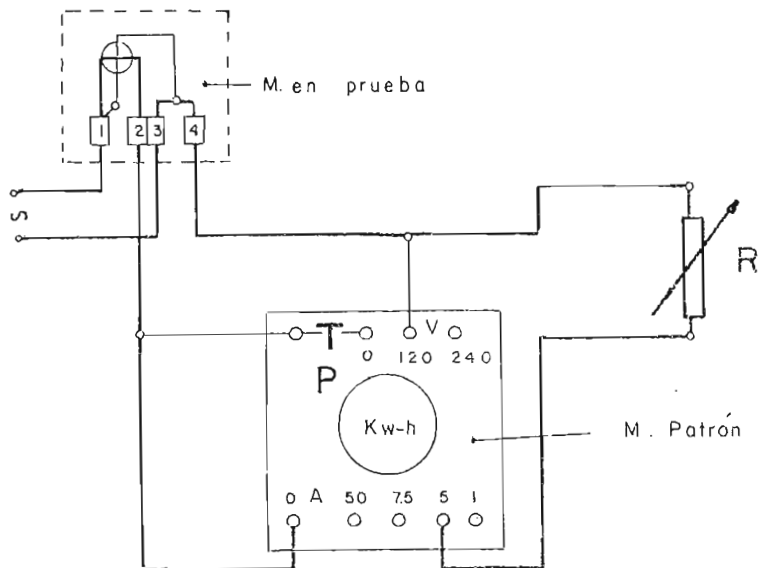 M. en prueba
1 2 3 4
S
R
T V
0 120 240
P
Kw-h
M. Patrón
0 A 50 7.5 5 1